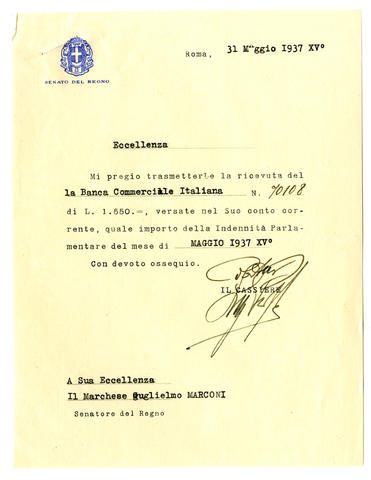 SENATO DEL REGNO
Roma, 31 Maggio 1937 XV°
Eccellenza
Mi pregio trasmetterLe la ricevuta del
la Banca Commerciale Italiana N. 70108
di L. 1.550.=, versate nel Suo conto cor-
rente, quale importo della Indennità Parla-
mentare del mese di MAGGIO 1937 XV°
Con devoto ossequio.
IL CASSIERE
A Sua Eccellenza
Il Marchese Guglielmo MARCONI
Senatore del Regno